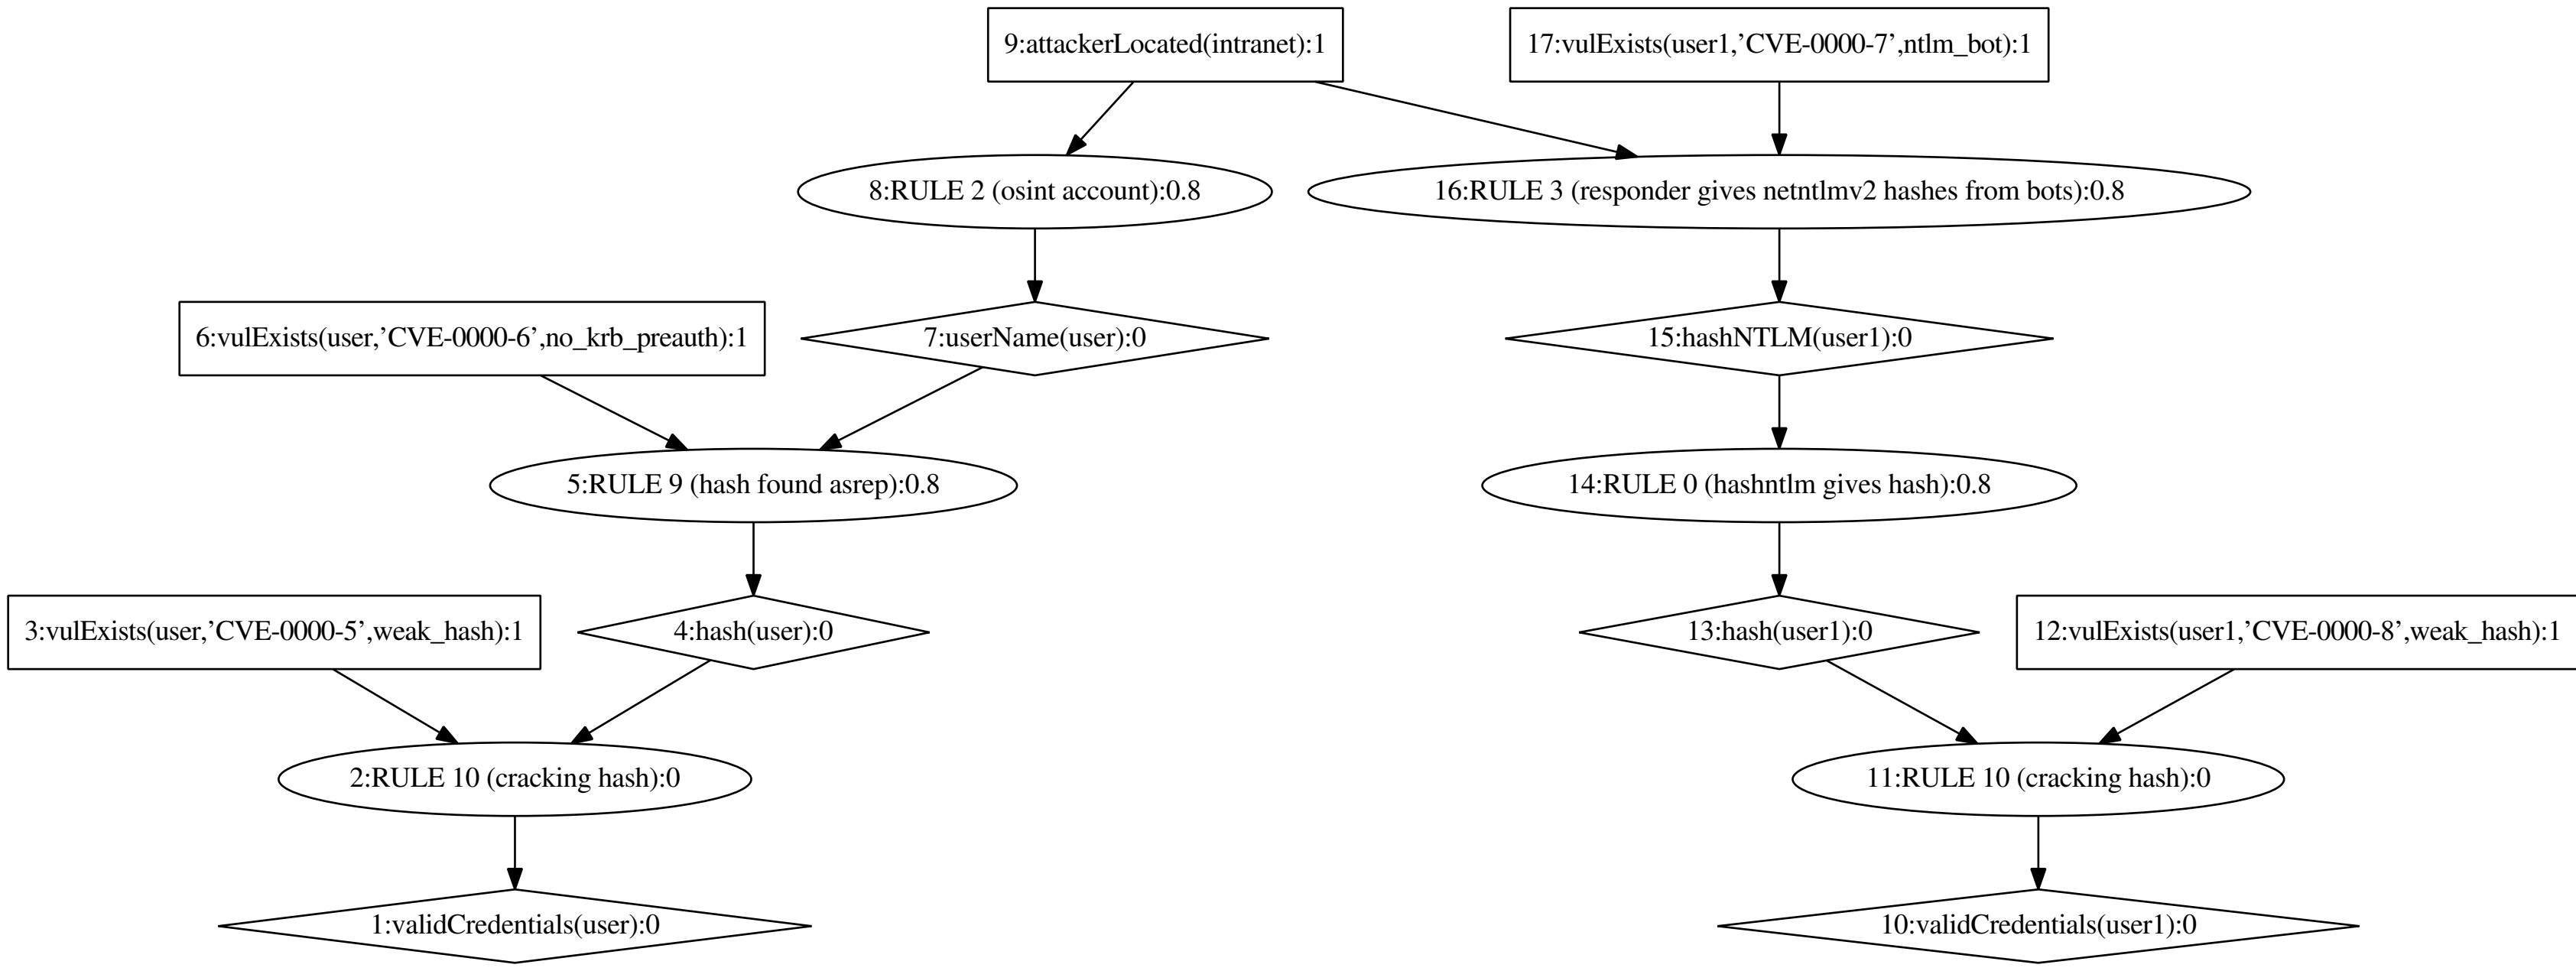 9:attackerLocated(intranet):1
17:vulExists(user1,’CVE-0000-7’,ntlm_bot):1
8:RULE 2 (osint account):0.8
16:RULE 3 (responder gives netntlmv2 hashes from bots):0.8
6:vulExists(user,’CVE-0000-6’,no_krb_preauth):1
7:userName(user):0
15:hashNTLM(user1):0
5:RULE 9 (hash found asrep):0.8
14:RULE 0 (hashntlm gives hash):0.8
3:vulExists(user,’CVE-0000-5’,weak_hash):1
4:hash(user):0
13:hash(user1):0
12:vulExists(user1,’CVE-0000-8’,weak_hash):1
2:RULE 10 (cracking hash):0
11:RULE 10 (cracking hash):0
1:validCredentials(user):0
10:validCredentials(user1):0